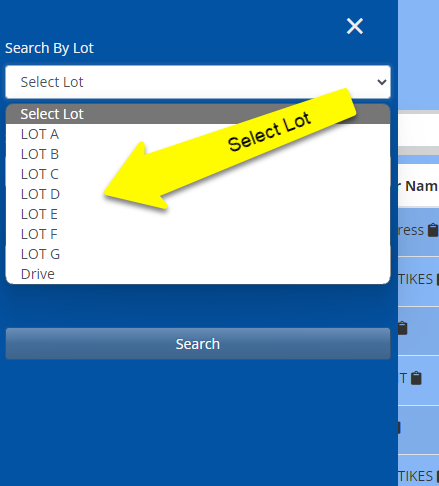 Search By Lot
Select Lot
Select Lot
LOT A
LOT B
LOT C
LOT D
LOT E
LOT F
LOT G
Drive
Select Lot
Search
r Nam
ress
TIKES
T
TIKES